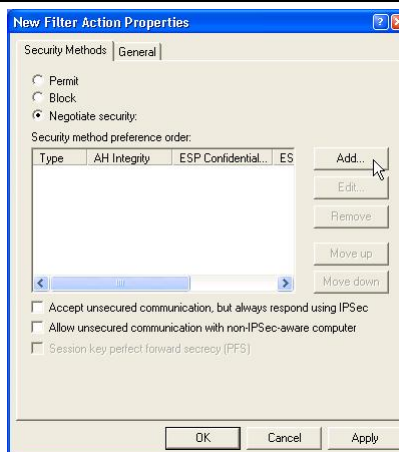 New Filter Action Properties
Security Methods General
Permit
Block
Negotiate security:
Security method preference order:
Type AH Integrity ESP Confidential... ES
Add...
Edit...
Remove
Move up
Move down
Accept unsecured communication, but always respond using IPSec
Allow unsecured communication with non-IPSec-aware computer
Session key perfect forward secrecy (PFS)
OK Cancel Apply